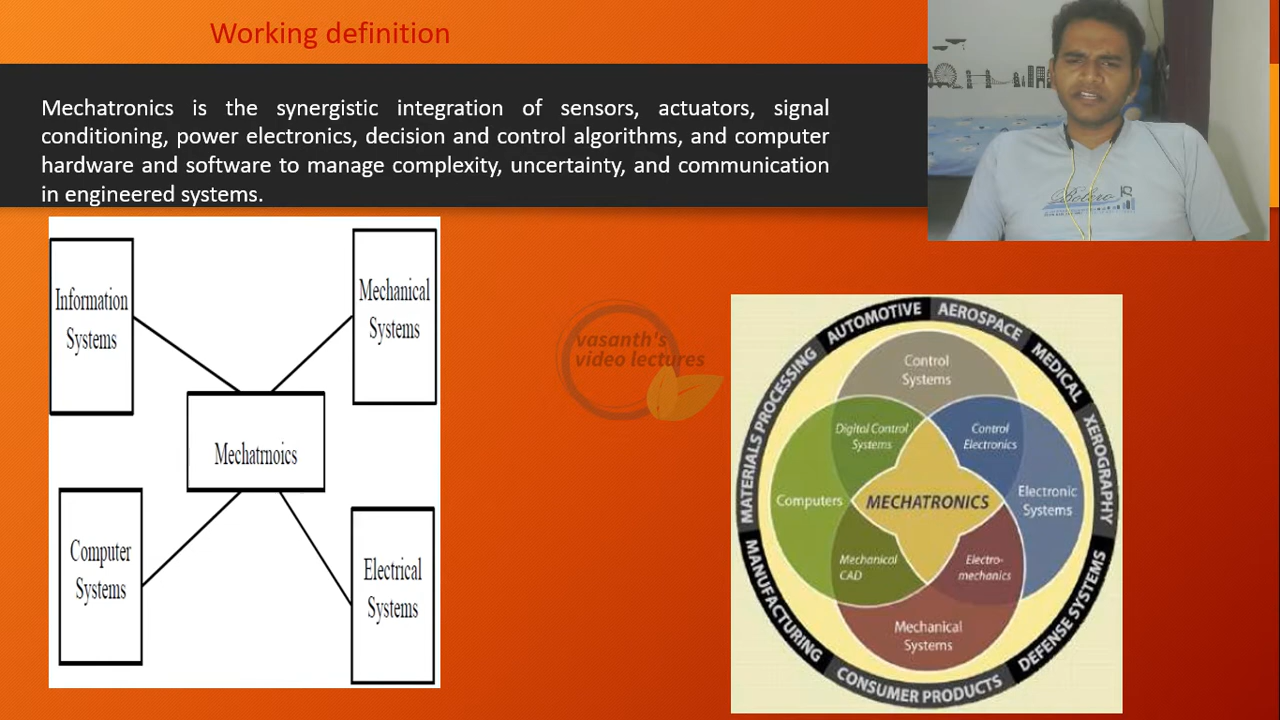 Working definition
Mechatronics is the synergistic integration of sensors, actuators, signal
conditioning, power electronics, decision and control algorithms, and computer
hardware and software to manage complexity, uncertainty, and communication
in engineered systems.
Information
Systems
Mechanical
Systems
Mechatrnoics
Computer
Systems
Electrical
Systems
vasanth's
video lectures
MATERIALS PROCESSING
AUTOMOTIVE
AEROSPACE
MEDICAL
XEROGRAPHY
DEFENSE SYSTEMS
CONSUMER PRODUCTS
MANUFACTURING
Control
Systems
Digital Control
Systems
Control
Electronics
Computers
MECHATRONICS
Electronic
Systems
Mechanical
CAD
Electro-
mechanics
Mechanical
Systems
Bolero